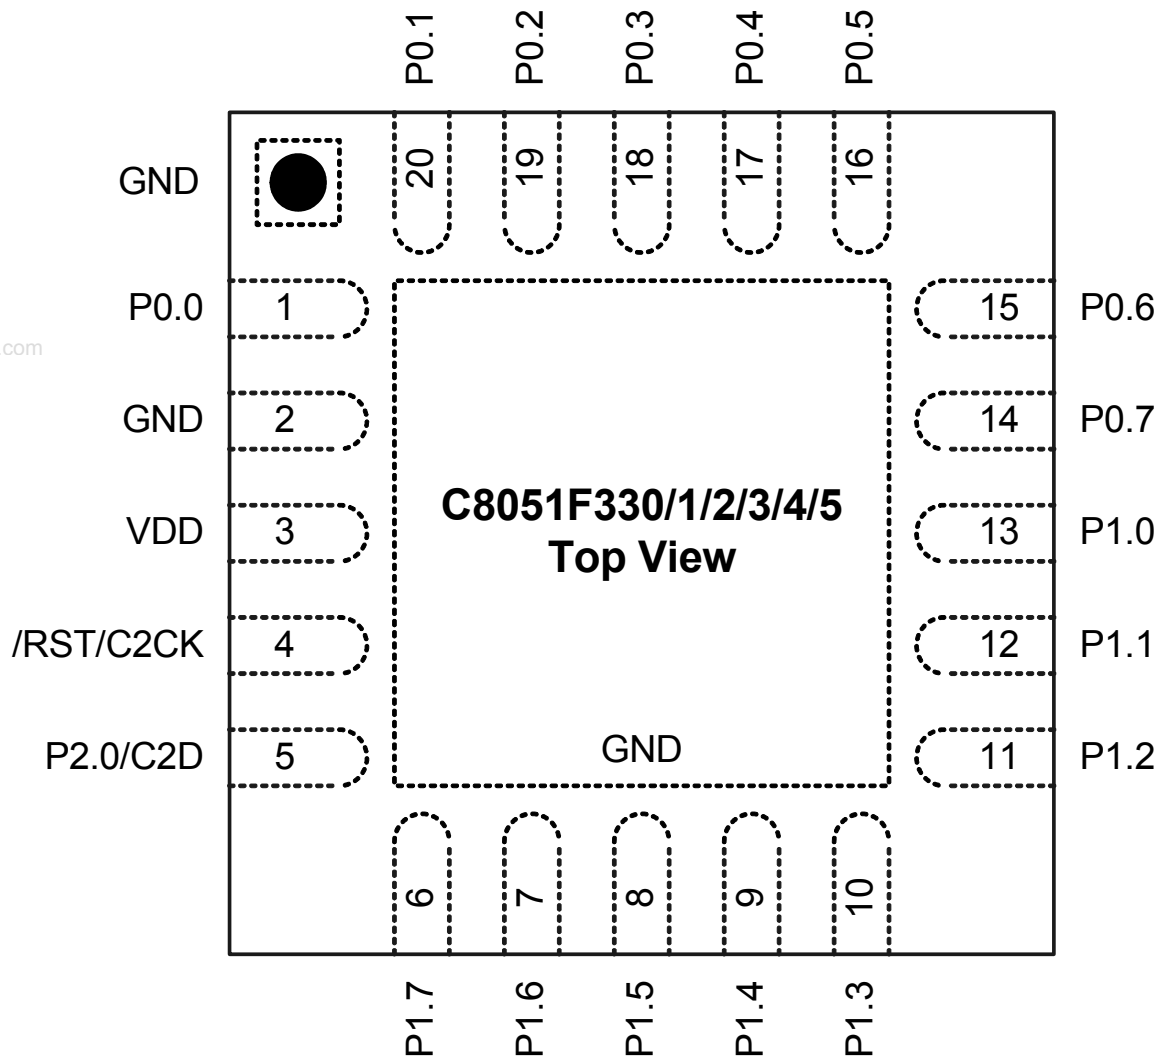 P0.1
P0.2
P0.3
P0.4
P0.5
20
19
18
17
16
GND
P0.0
1
15
P0.6
.com
GND
2
14
P0.7
C8051F330/1/2/3/4/5
Top View
VDD
3
13
P1.0
/RST/C2CK
4
12
P1.1
P2.0/C2D
5
GND
11
P1.2
6
7
8
9
10
P1.7
P1.6
P1.5
P1.4
P1.3